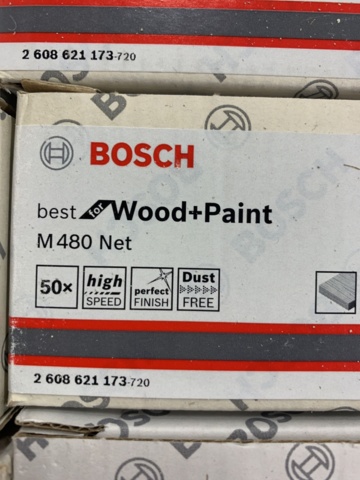 2 608 621 173-720
BOSCH
best for Wood+Paint
M 480 Net
50×
high
SPEED
perfect
FINISH
Dust
FREE
2 608 621 173-720